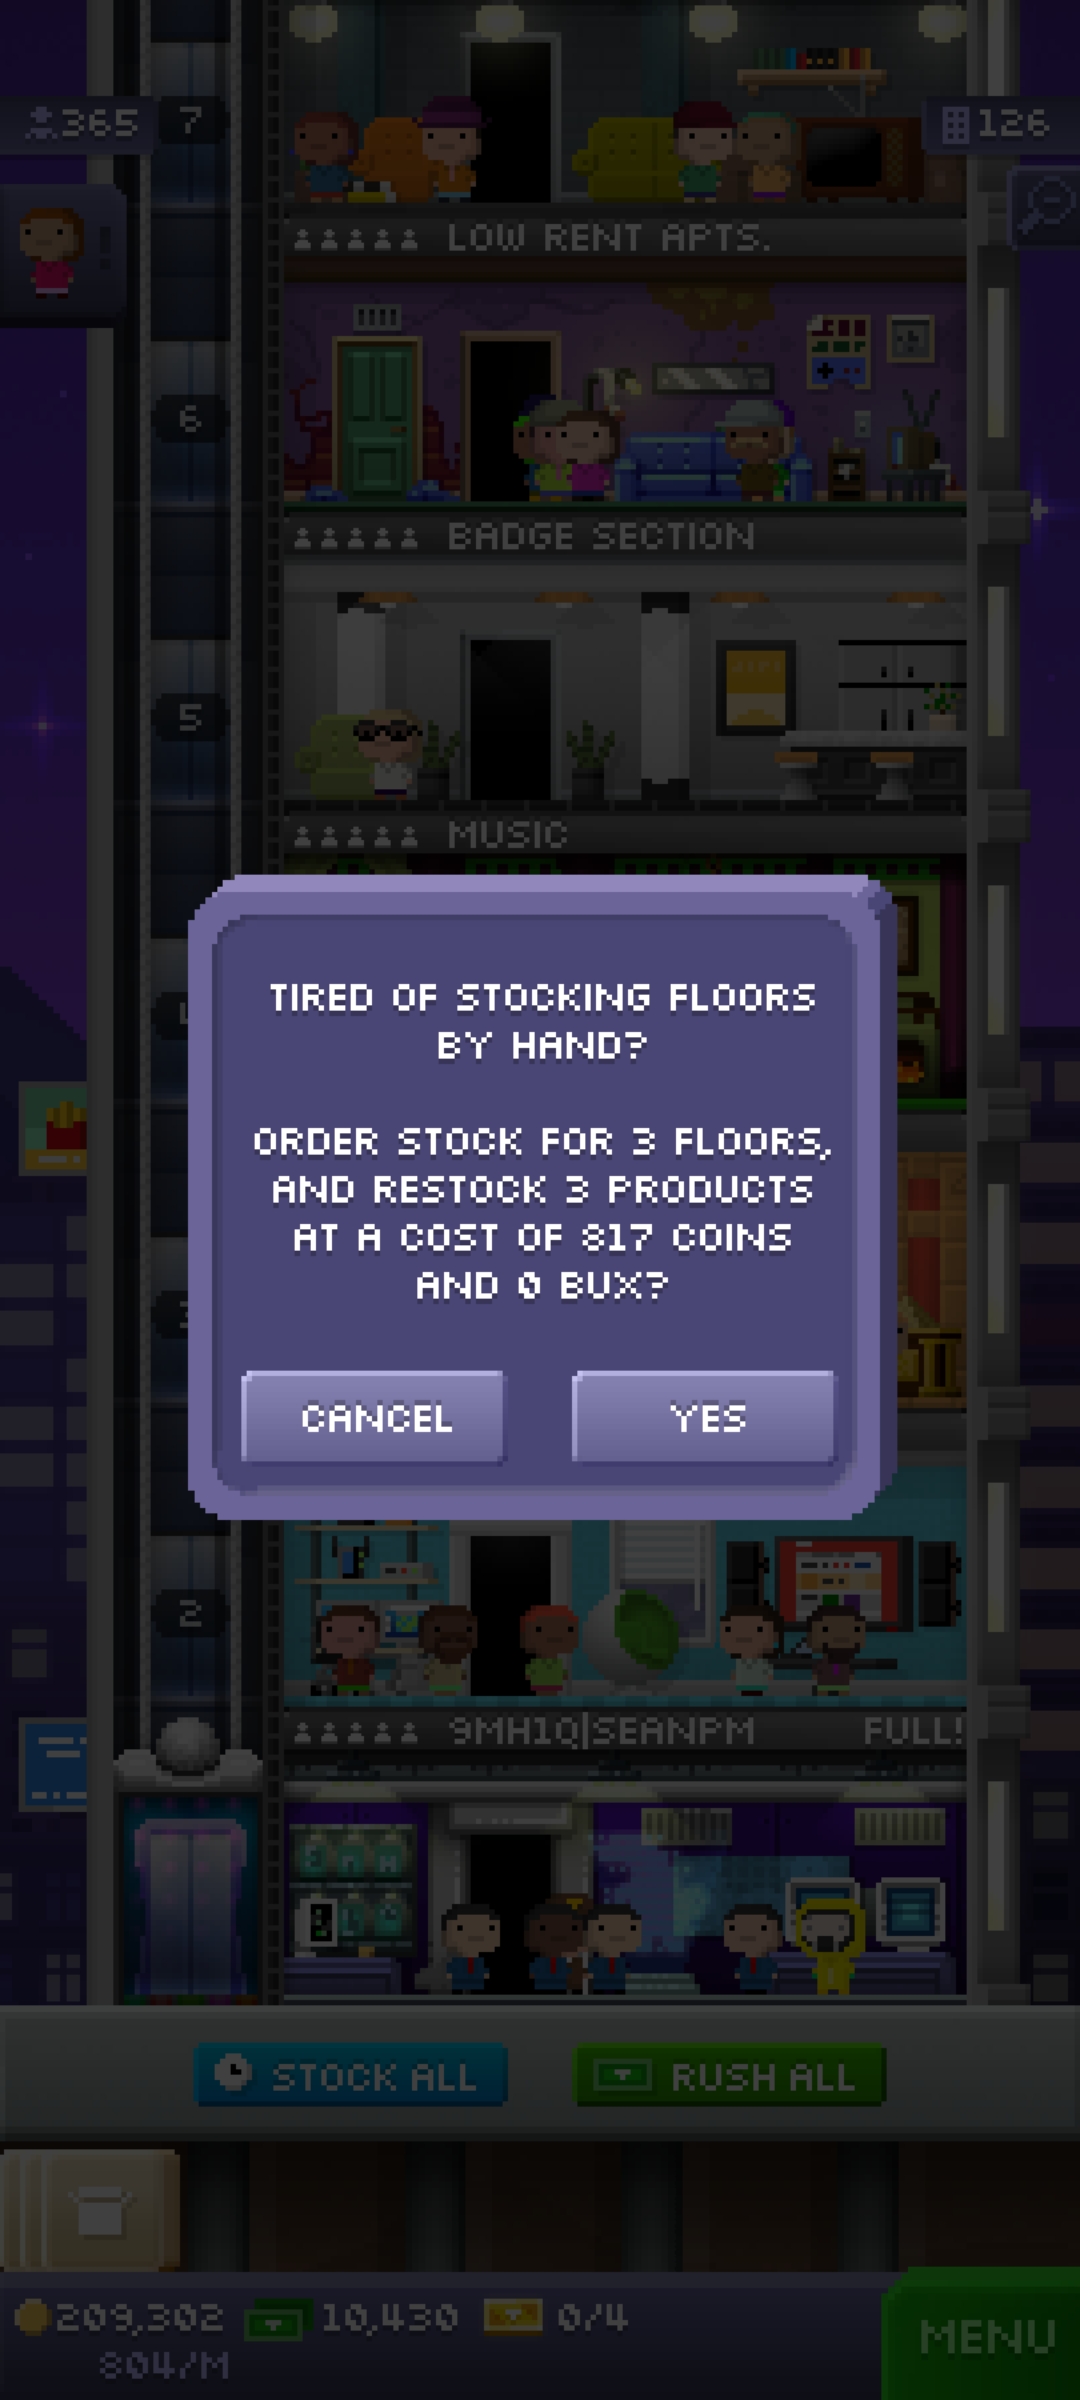 365
7
126
LOW RENT APTS.
6
BADGE SECTION
5
MUSIC
TIRED OF STOCKING FLOORS
BY HAND?
ORDER STOCK FOR 3 FLOORS,
AND RESTOCK 3 PRODUCTS
AT A COST OF 817 COINS
AND 0 BUX?
CANCEL
YES
2
9MH1Q|SEANPM
FULL!
STOCK ALL
RUSH ALL
209,302
10,430
0/4
804/M
MENU